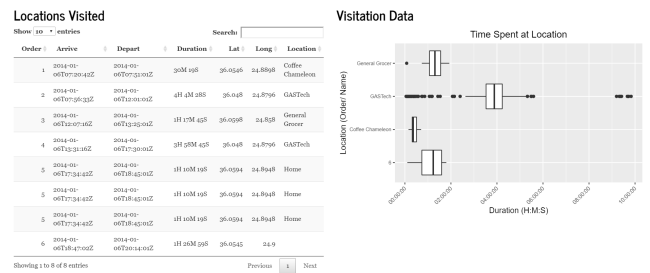 Locations Visited
Show 10 entries
Search:
Order Arrive Depart Duration Lat Long Location
1 2014-01-06T07:20:42Z 2014-01-06T07:51:01Z 30M 19S 36.0546 24.8898 Coffee Chameleon
2 2014-01-06T07:56:33Z 2014-01-06T12:01:01Z 4H 4M 28S 36.048 24.8796 GASTech
3 2014-01-06T12:07:16Z 2014-01-06T13:25:01Z 1H 17M 45S 36.0598 24.858 General Grocer
4 2014-01-06T13:31:16Z 2014-01-06T17:30:01Z 3H 58M 45S 36.048 24.8796 GASTech
5 2014-01-06T17:34:42Z 2014-01-06T18:45:01Z 1H 10M 19S 36.0594 24.8948 Home
5 2014-01-06T17:34:42Z 2014-01-06T18:45:01Z 1H 10M 19S 36.0594 24.8948 Home
5 2014-01-06T17:34:42Z 2014-01-06T18:45:01Z 1H 10M 19S 36.0594 24.8948 Home
6 2014-01-06T18:47:02Z 2014-01-06T20:14:01Z 1H 26M 59S 36.0545 24.9
Showing 1 to 8 of 8 entries
Previous 1 Next
Visitation Data
Time Spent at Location
Location (Order/ Name)
General Grocer
GASTech
Coffee Chameleon
6
00:00:00 02:00:00 04:00:00 06:00:00 08:00:00 10:00:00
Duration (H:M:S)